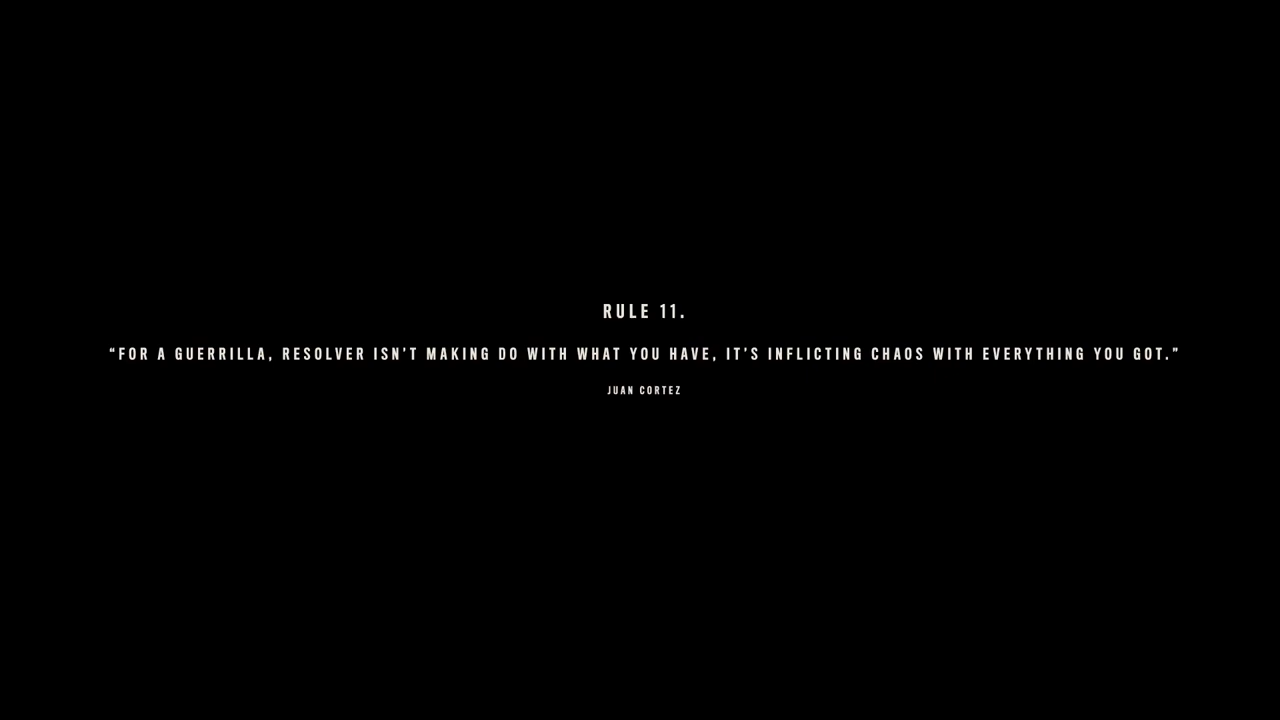 RULE 11.
“FOR A GUERRILLA, RESOLVER ISN’T MAKING DO WITH WHAT YOU HAVE, IT’S INFLICTING CHAOS WITH EVERYTHING YOU GOT.”
JUAN CORTEZ